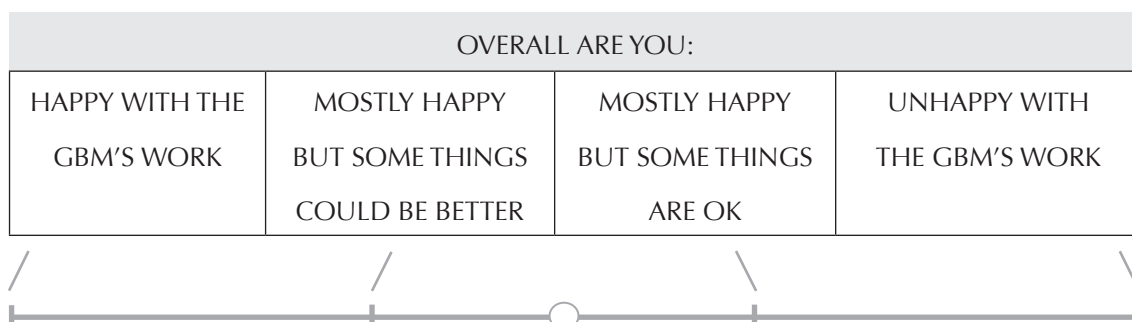 OVERALL ARE YOU:
HAPPY WITH THE
GBM’S WORK
MOSTLY HAPPY
BUT SOME THINGS
COULD BE BETTER
MOSTLY HAPPY
BUT SOME THINGS
ARE OK
UNHAPPY WITH
THE GBM’S WORK